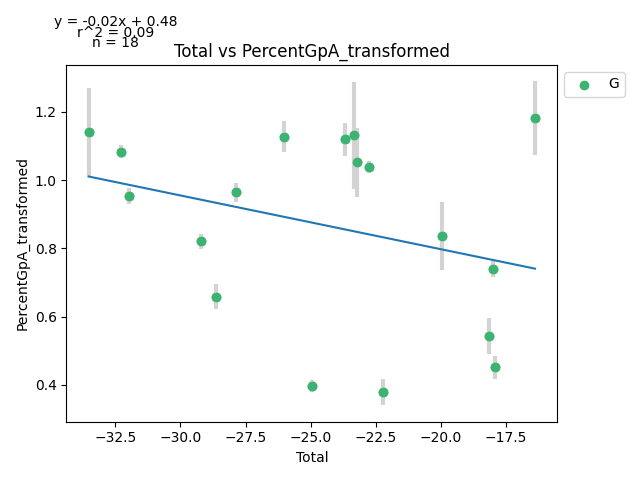 y = -0.02x + 0.48
r^2 = 0.09
n = 18
Total vs PercentGpA_transformed
G
PercentGpA_transformed
1.2
1.0
0.8
0.6
0.4
−32.5 −30.0 −27.5 −25.0 −22.5 −20.0 −17.5
Total